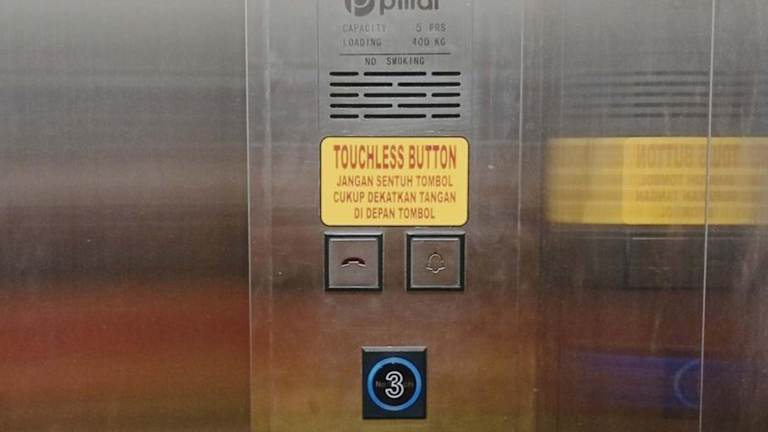 pillar
CAPACITY 5 PRS
LOADING 400 KG
NO SMOKING
TOUCHLESS BUTTON
JANGAN SENTUH TOMBOL
CUKUP DEKATKAN TANGAN
DI DEPAN TOMBOL
3